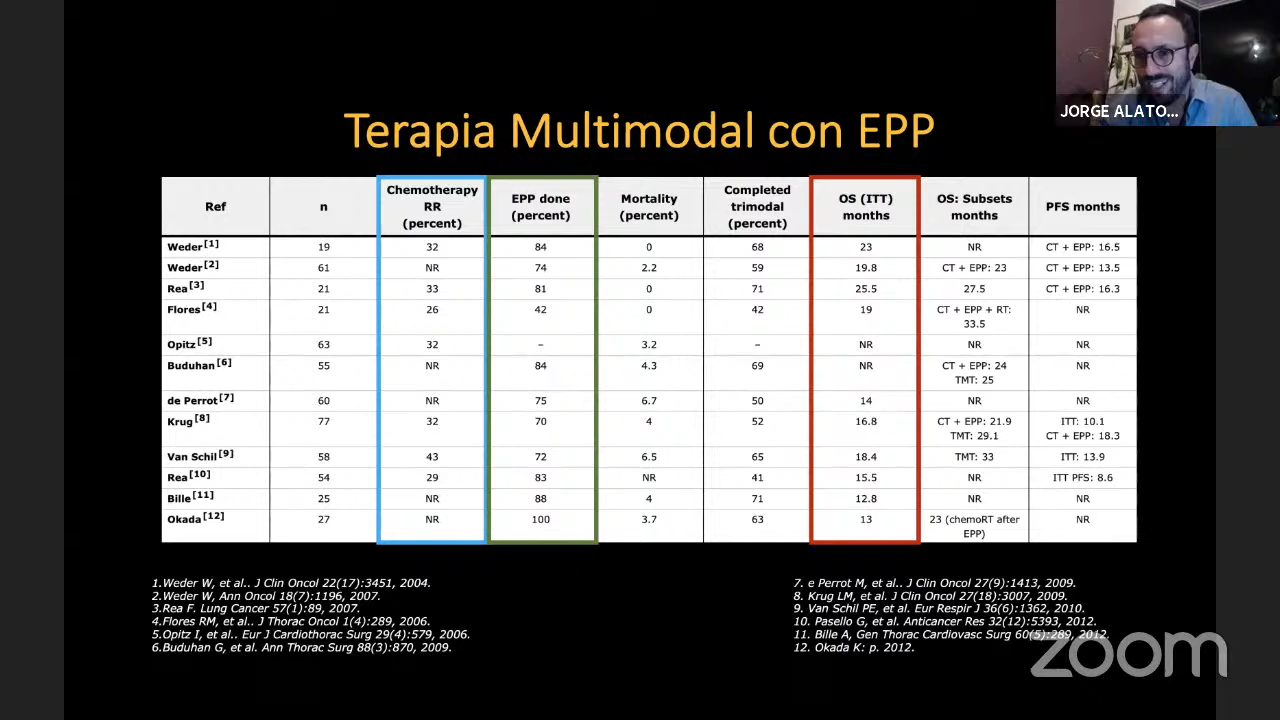 JORGE ALATO...
Terapia Multimodal con EPP
Ref n Chemotherapy RR (percent) EPP done (percent) Mortality (percent) Completed trimodal (percent) OS (ITT) months OS: Subsets months PFS months
Weder[1] 19 32 84 0 68 23 NR CT + EPP: 16.5
Weder[2] 61 NR 74 2.2 59 19.8 CT + EPP: 23 CT + EPP: 13.5
Rea[3] 21 33 81 0 71 25.5 27.5 CT + EPP: 16.3
Flores[4] 21 26 42 0 42 19 CT + EPP + RT: 33.5 NR
Opitz[5] 63 32 – 3.2 – NR NR NR
Buduhan[6] 55 NR 84 4.3 69 NR CT + EPP: 24 TMT: 25 NR
de Perrot[7] 60 NR 75 6.7 50 14 NR NR
Krug[8] 77 32 70 4 52 16.8 CT + EPP: 21.9 TMT: 29.1 ITT: 10.1 CT + EPP: 18.3
Van Schil[9] 58 43 72 6.5 65 18.4 TMT: 33 ITT: 13.9
Rea[10] 54 29 83 NR 41 15.5 NR ITT PFS: 8.6
Bille[11] 25 NR 88 4 71 12.8 NR NR
Okada[12] 27 NR 100 3.7 63 13 23 (chemoRT after EPP) NR
1.Weder W, et al.. J Clin Oncol 22(17):3451, 2004.
2.Weder W, Ann Oncol 18(7):1196, 2007.
3.Rea F. Lung Cancer 57(1):89, 2007.
4.Flores RM, et al.. J Thorac Oncol 1(4):289, 2006.
5.Opitz I, et al.. Eur J Cardiothorac Surg 29(4):579, 2006.
6.Buduhan G, et al. Ann Thorac Surg 88(3):870, 2009.
7. e Perrot M, et al.. J Clin Oncol 27(9):1413, 2009.
8. Krug LM, et al. J Clin Oncol 27(18):3007, 2009.
9. Van Schil PE, et al. Eur Respir J 36(6):1362, 2010.
10. Pasello G, et al. Anticancer Res 32(12):5393, 2012.
11. Bille A, Gen Thorac Cardiovasc Surg 60(5):289, 2012.
12. Okada K: p. 2012.
zoom